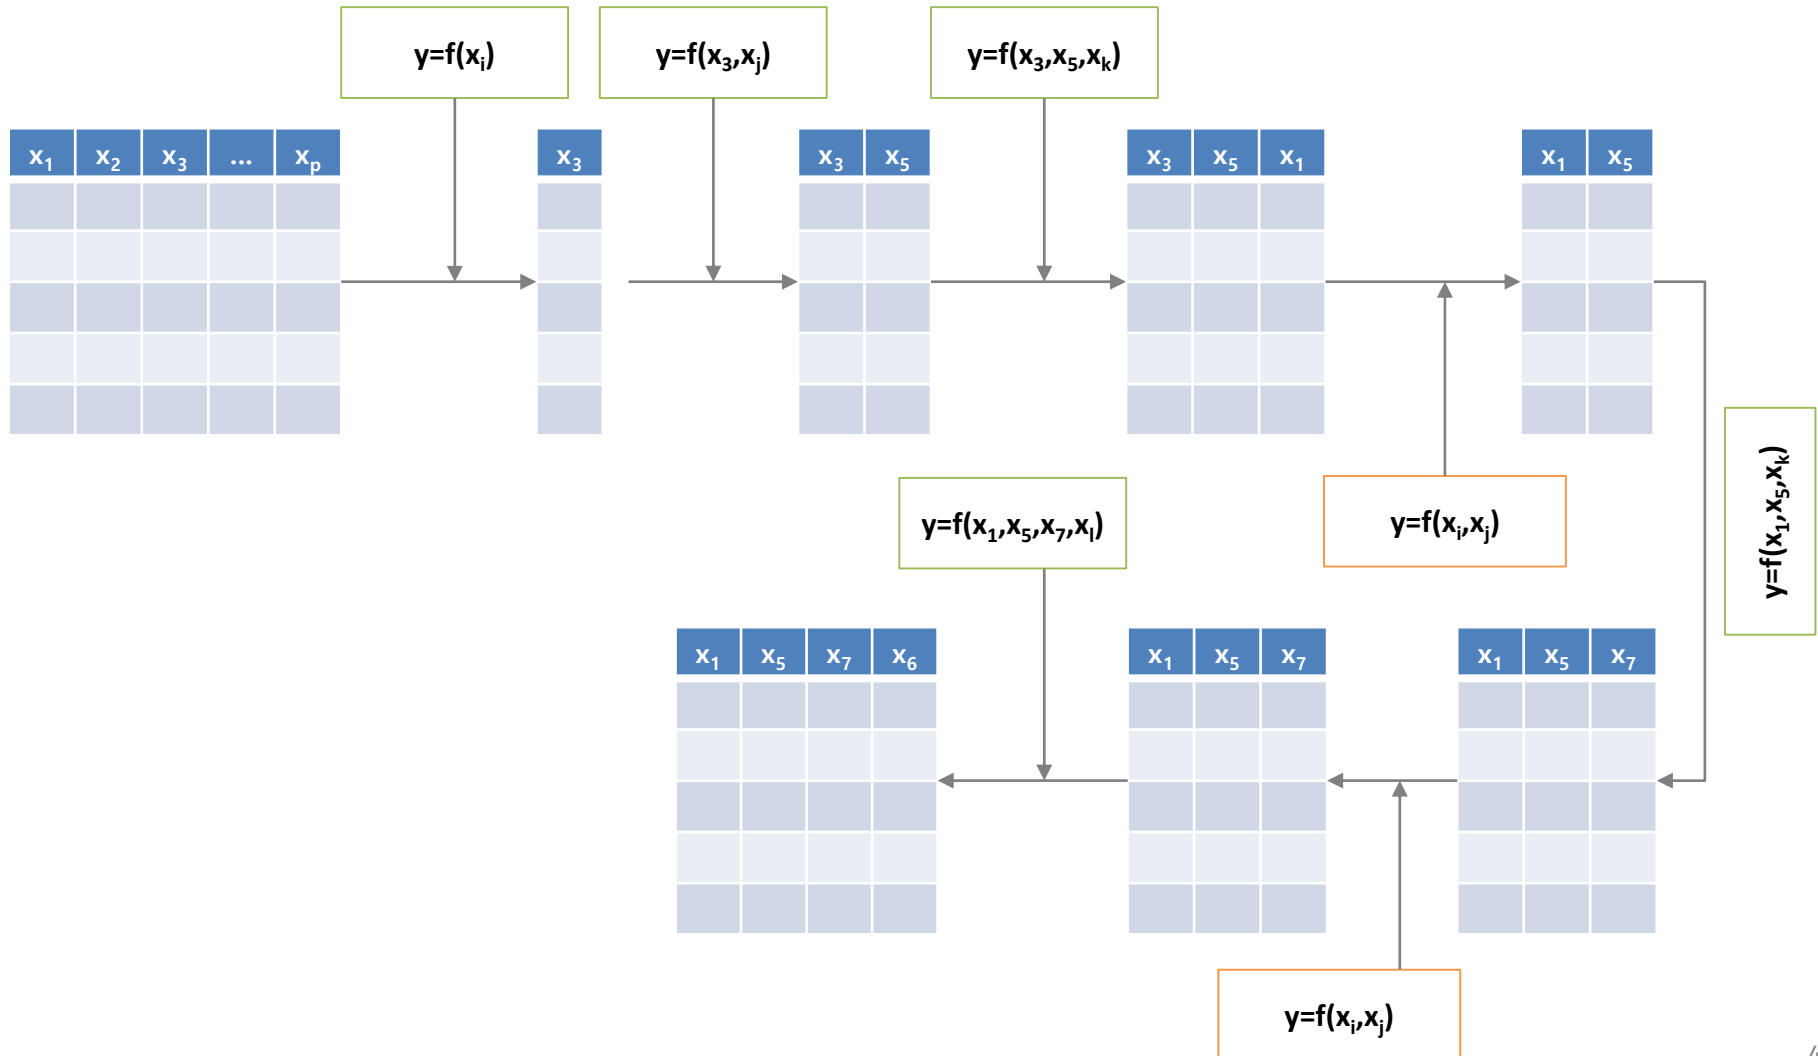 y=f(xᵢ)
y=f(x₃,xⱼ)
y=f(x₃,x₅,xₖ)
x₁ x₂ x₃ ... xₚ
x₃
x₃ x₅
x₃ x₅ x₁
x₁ x₅
y=f(x₁,x₅,xₖ)
y=f(x₁,x₅,x₇,xₗ)
y=f(xᵢ,xⱼ)
x₁ x₅ x₇ x₆
x₁ x₅ x₇
x₁ x₅ x₇
y=f(xᵢ,xⱼ)